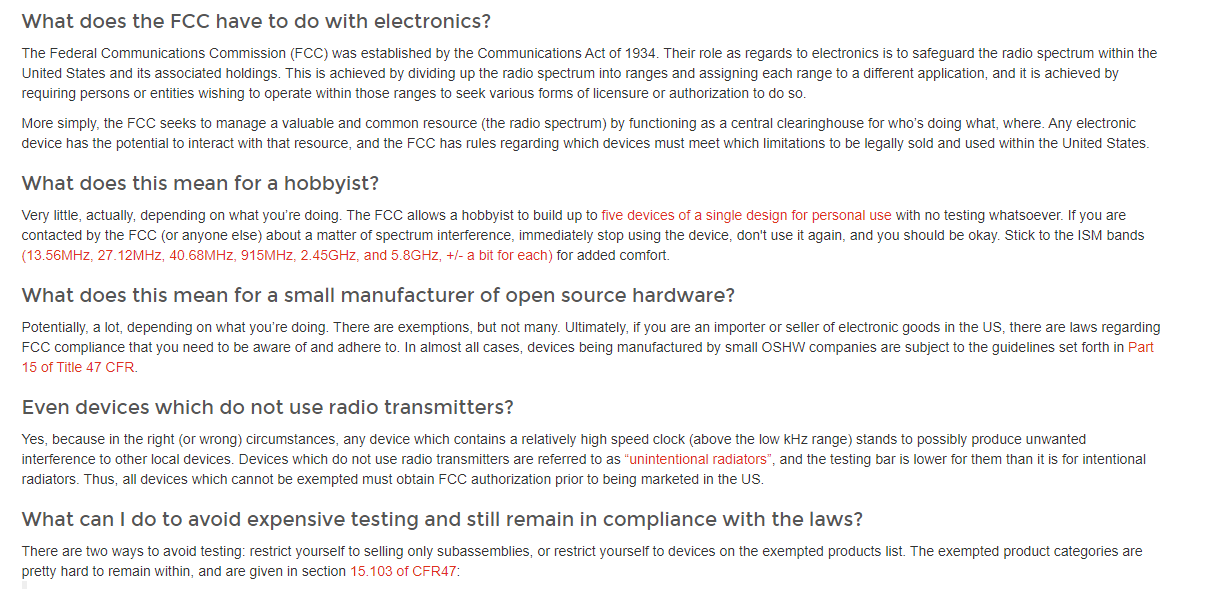 What does the FCC have to do with electronics?
The Federal Communications Commission (FCC) was established by the Communications Act of 1934. Their role as regards to electronics is to safeguard the radio spectrum within the
United States and its associated holdings. This is achieved by dividing up the radio spectrum into ranges and assigning each range to a different application, and it is achieved by
requiring persons or entities wishing to operate within those ranges to seek various forms of licensure or authorization to do so.
More simply, the FCC seeks to manage a valuable and common resource (the radio spectrum) by functioning as a central clearinghouse for who's doing what, where. Any electronic
device has the potential to interact with that resource, and the FCC has rules regarding which devices must meet which limitations to be legally sold and used within the United States.
What does this mean for a hobbyist?
Very little, actually, depending on what you're doing. The FCC allows a hobbyist to build up to five devices of a single design for personal use with no testing whatsoever. If you are
contacted by the FCC (or anyone else) about a matter of spectrum interference, immediately stop using the device, don't use it again, and you should be okay. Stick to the ISM bands
(13.56MHz, 27.12MHz, 40.68MHz, 915MHz, 2.45GHz, and 5.8GHz, +/- a bit for each) for added comfort.
What does this mean for a small manufacturer of open source hardware?
Potentially, a lot, depending on what you're doing. There are exemptions, but not many. Ultimately, if you are an importer or seller of electronic goods in the US, there are laws regarding
FCC compliance that you need to be aware of and adhere to. In almost all cases, devices being manufactured by small OSHW companies are subject to the guidelines set forth in Part
15 of Title 47 CFR.
Even devices which do not use radio transmitters?
Yes, because in the right (or wrong) circumstances, any device which contains a relatively high speed clock (above the low kHz range) stands to possibly produce unwanted
interference to other local devices. Devices which do not use radio transmitters are referred to as “unintentional radiators”, and the testing bar is lower for them than it is for intentional
radiators. Thus, all devices which cannot be exempted must obtain FCC authorization prior to being marketed in the US.
What can I do to avoid expensive testing and still remain in compliance with the laws?
There are two ways to avoid testing: restrict yourself to selling only subassemblies, or restrict yourself to devices on the exempted products list. The exempted product categories are
pretty hard to remain within, and are given in section 15.103 of CFR47: